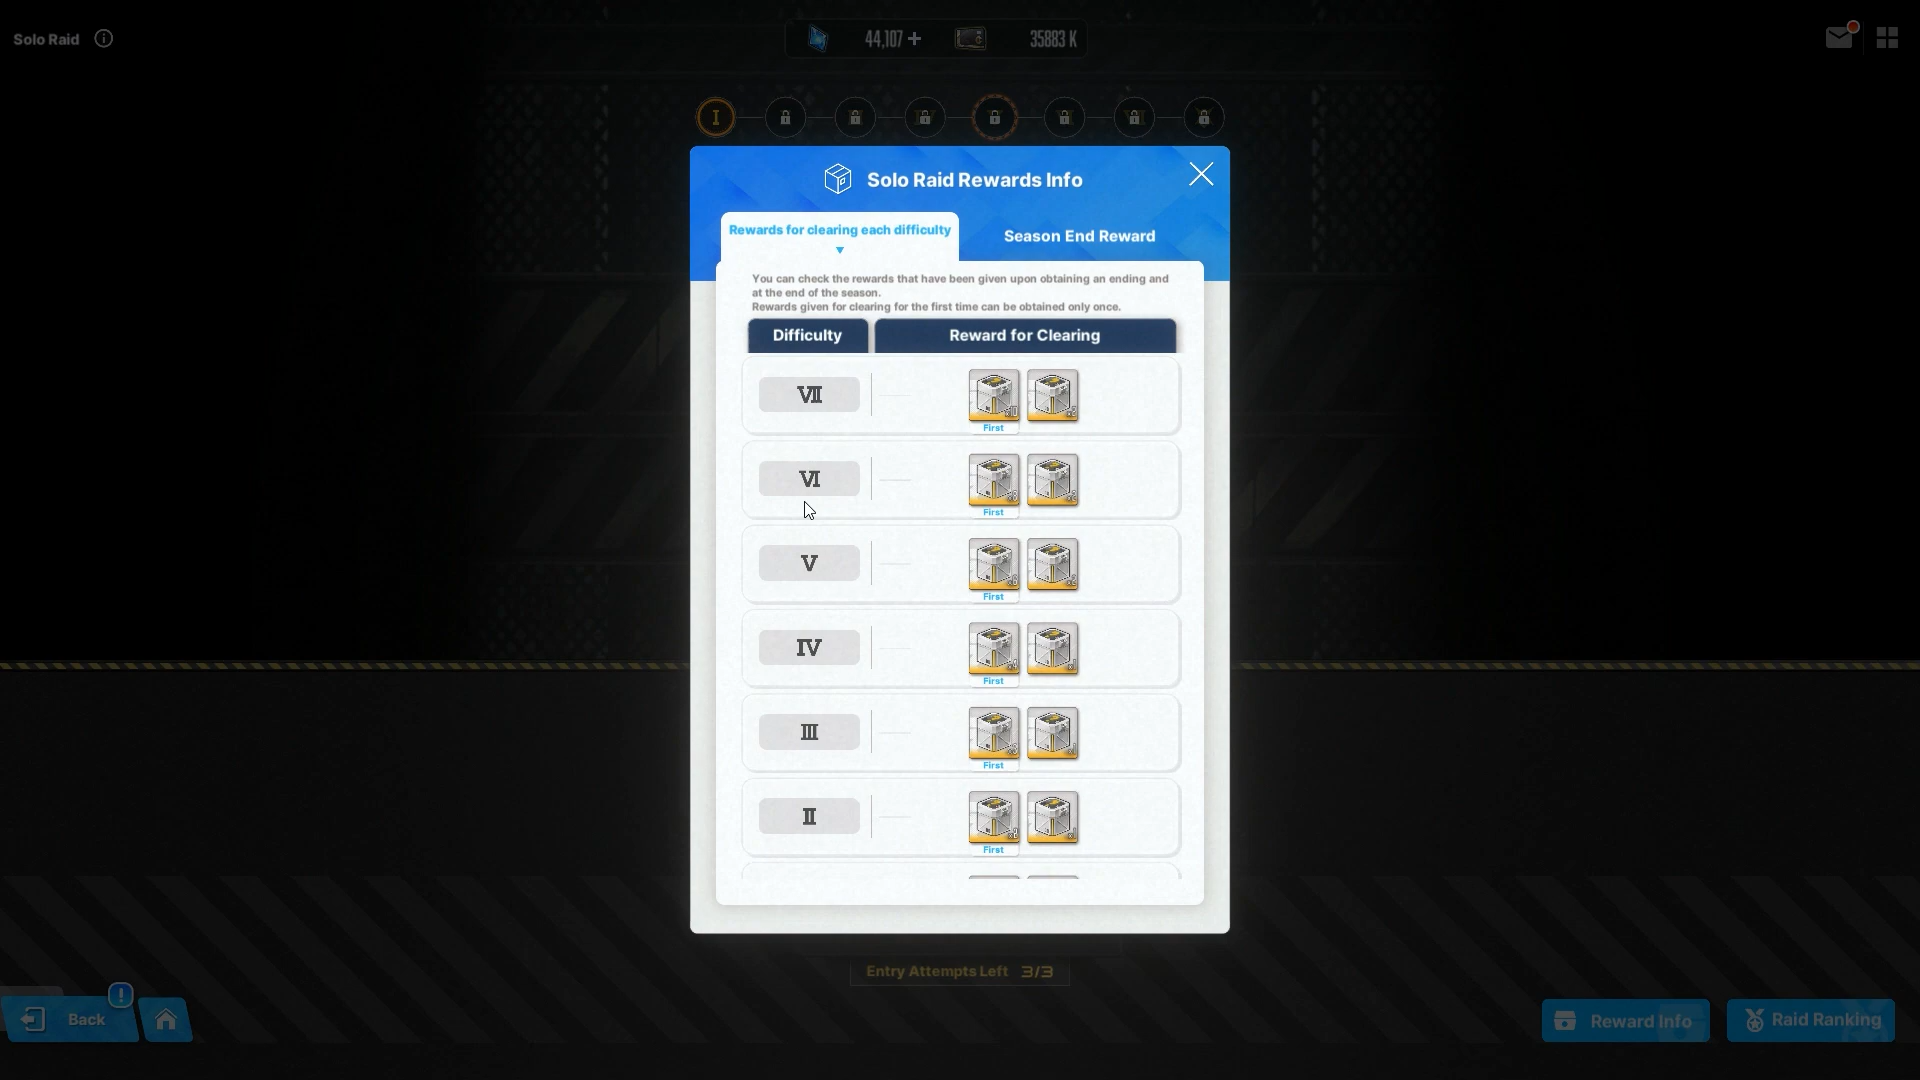 Solo Raid
44,107
35883 K
I
Solo Raid Rewards Info
Rewards for clearing each difficulty
Season End Reward
You can check the rewards that have been given upon obtaining an ending and
at the end of the season.
Rewards given for clearing for the first time can be obtained only once.
Difficulty Reward for Clearing
VII
x10
First
VI
First
V
First
IV
First
III
First
II
First
Entry Attempts Left 3/3
Back
Reward Info
Raid Ranking